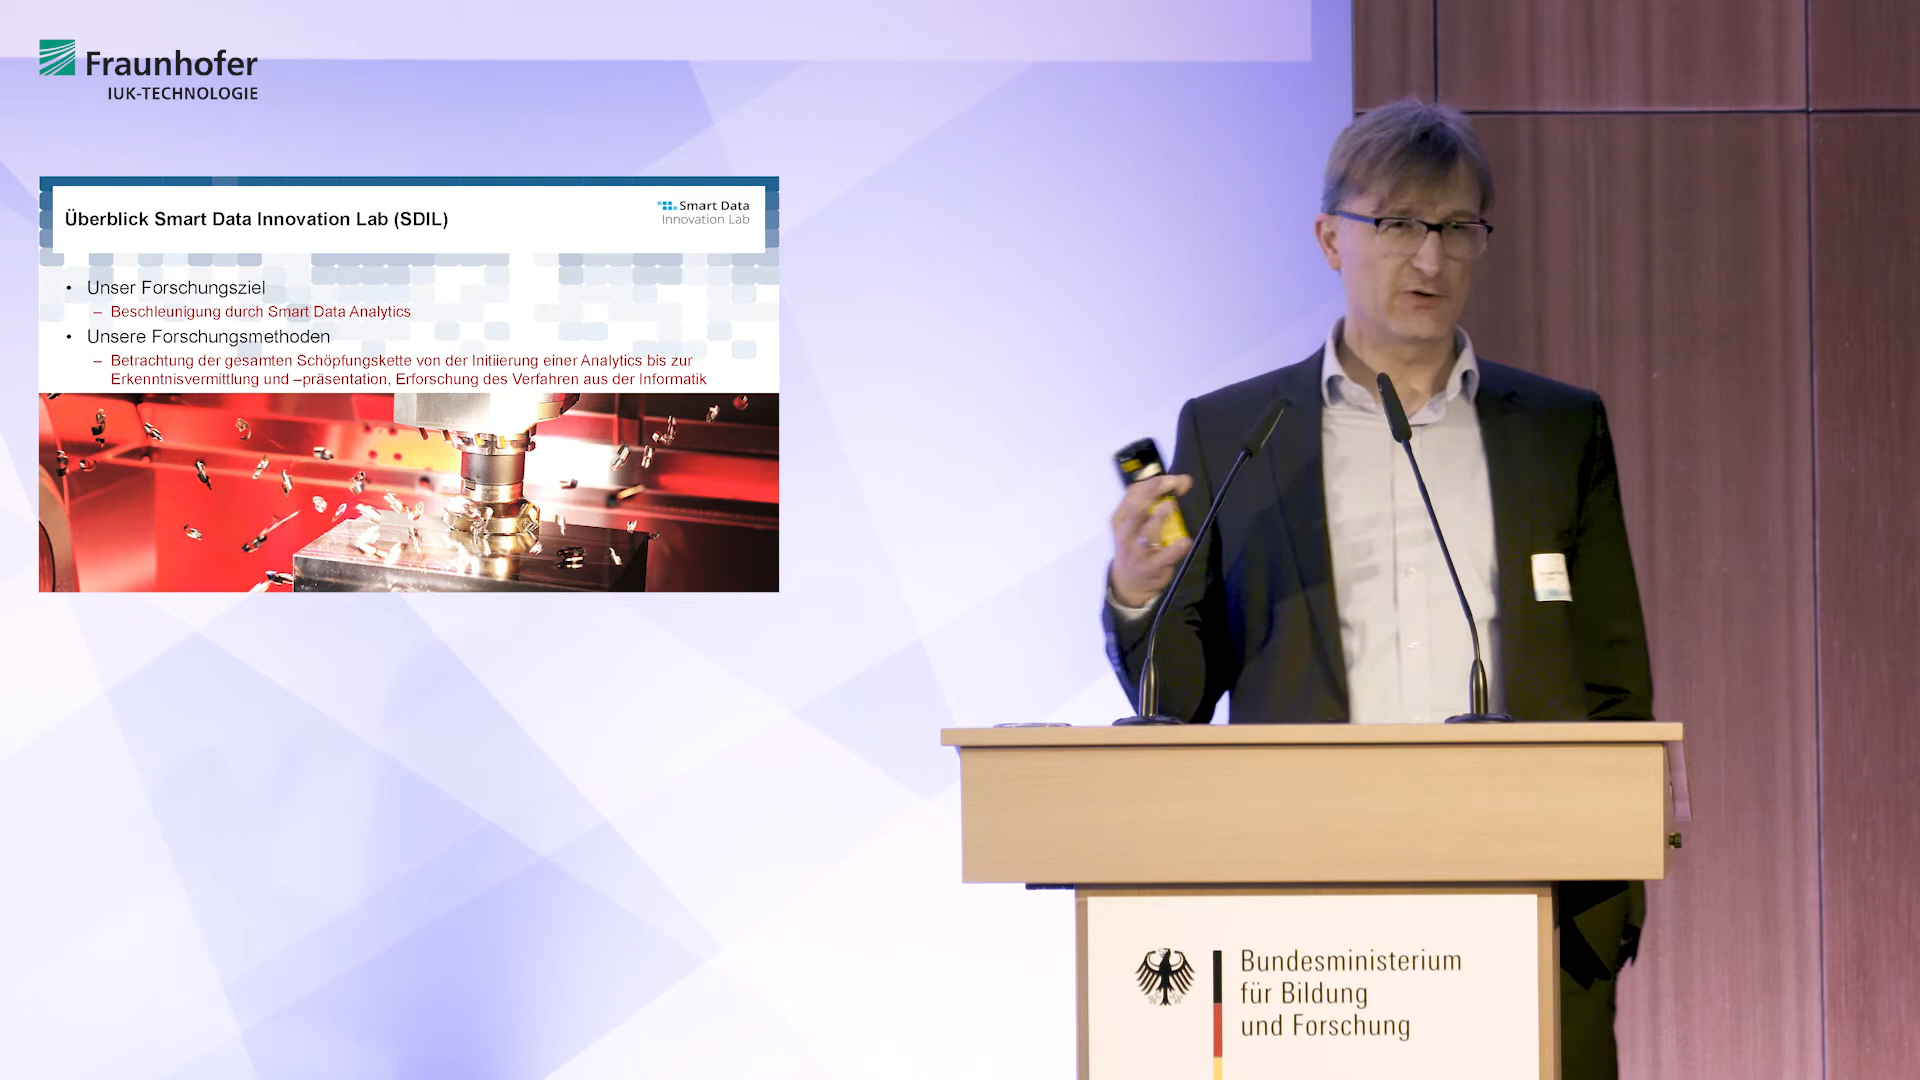 Fraunhofer
IUK-TECHNOLOGIE
Überblick Smart Data Innovation Lab (SDIL)
Smart Data
Innovation Lab
• Unser Forschungsziel
– Beschleunigung durch Smart Data Analytics
• Unsere Forschungsmethoden
– Betrachtung der gesamten Schöpfungskette von der Initiierung einer Analytics bis zur
Erkenntnisvermittlung und –präsentation, Erforschung des Verfahren aus der Informatik
Bundesministerium
für Bildung
und Forschung